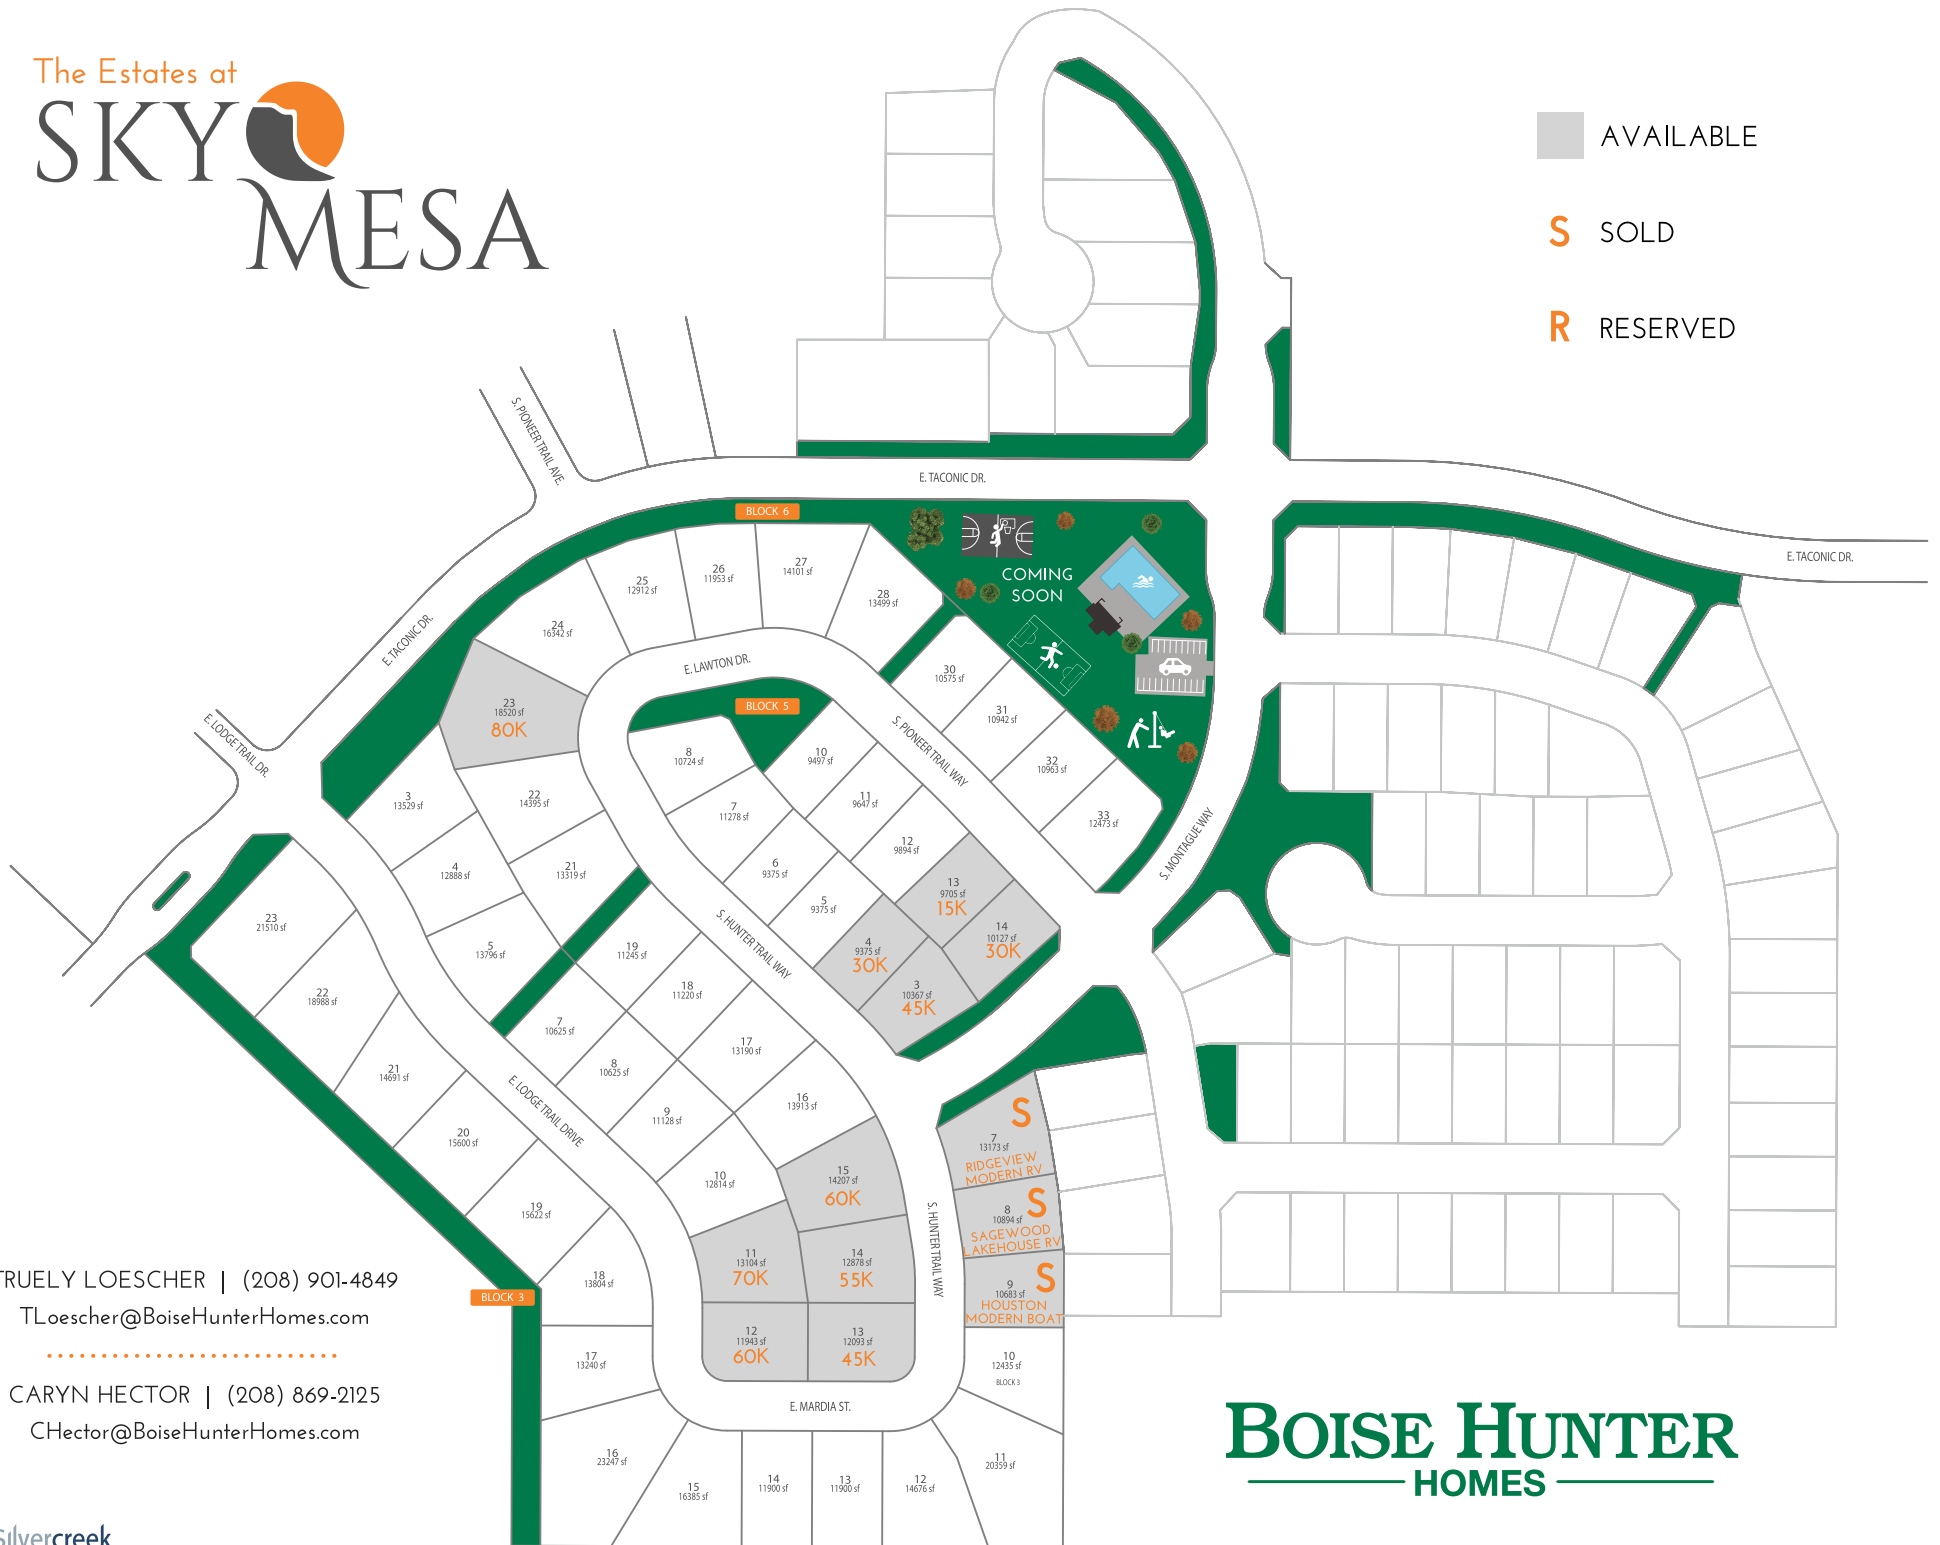 The Estates at
SKY
MESA
AVAILABLE
S SOLD
R RESERVED
S. PIONEER TRAIL AVE.
E. TACONIC DR.
E. TACONIC DR.
E. TACONIC DR.
E. LODGE TRAIL DR.
BLOCK 6
COMING
SOON
25
12912 sf
26
11953 sf
27
14101 sf
28
13499 sf
24
16342 sf
23
18520 sf
80K
E. LAWTON DR.
BLOCK 5
30
10575 sf
31
10942 sf
32
10963 sf
33
12473 sf
S. PIONEER TRAIL WAY
S. MONTAGUE WAY
8
10724 sf
10
9497 sf
7
11278 sf
11
9647 sf
12
9894 sf
6
9375 sf
5
9375 sf
13
9705 sf
15K
14
10127 sf
30K
4
9375 sf
30K
3
10367 sf
45K
3
13529 sf
22
14395 sf
4
12888 sf
21
13319 sf
5
13796 sf
S. HUNTER TRAIL WAY
19
11245 sf
18
11220 sf
17
13190 sf
16
13913 sf
7
10625 sf
8
10625 sf
9
11128 sf
10
12814 sf
15
14207 sf
60K
11
13104 sf
70K
14
12878 sf
55K
12
11943 sf
60K
13
12093 sf
45K
23
21510 sf
22
18988 sf
21
14691 sf
20
15600 sf
19
15622 sf
18
13804 sf
E. LODGE TRAIL DRIVE
S. HUNTER TRAIL WAY
S
7
13173 sf
RIDGEVIEW
MODERN RV
S
8
10894 sf
SAGEWOOD
LAKEHOUSE RV
S
9
10683 sf
HOUSTON
MODERN BOAT
10
12435 sf
BLOCK 3
BLOCK 3
17
13240 sf
E. MARDIA ST.
16
23247 sf
15
16385 sf
14
11900 sf
13
11900 sf
12
14676 sf
11
20359 sf
TRUELY LOESCHER | (208) 901-4849
TLoescher@BoiseHunterHomes.com
CARYN HECTOR | (208) 869-2125
CHector@BoiseHunterHomes.com
BOISE HUNTER
HOMES
silvercreek